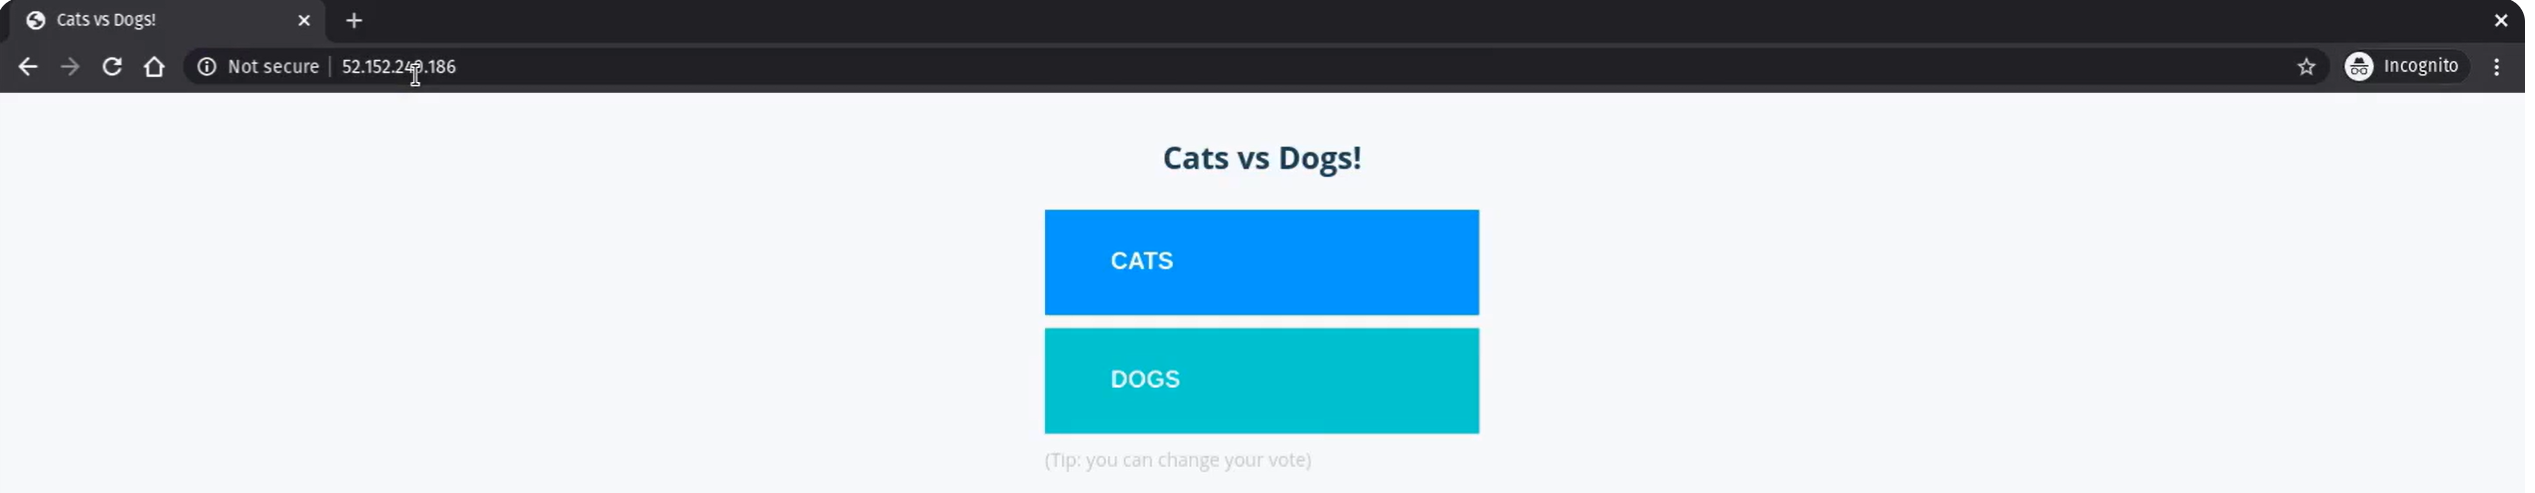 Cats vs Dogs!
Not secure
Incognito
Cats vs Dogs!
CATS
DOGS
(Tip: you can change your vote)